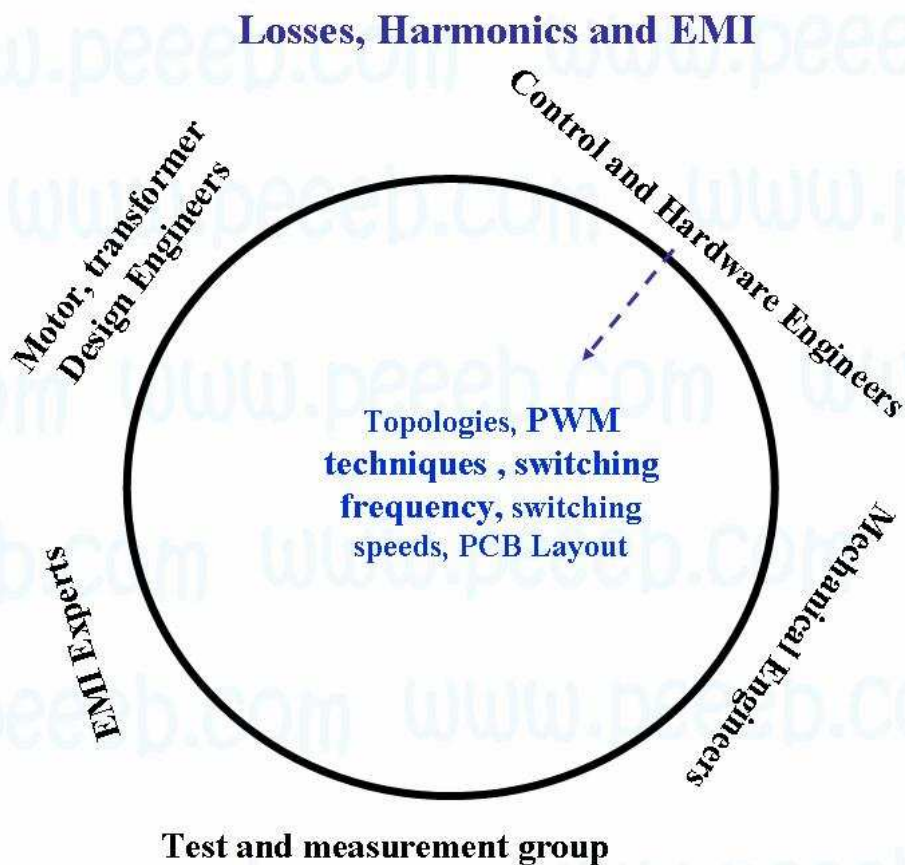 Losses, Harmonics and EMI
Motor, transformer
Design Engineers
Control and Hardware Engineers
Topologies, PWM
techniques , switching
frequency, switching
speeds, PCB Layout
EMI Experts
Mechanical Engineers
Test and measurement group
www.peeeb.com